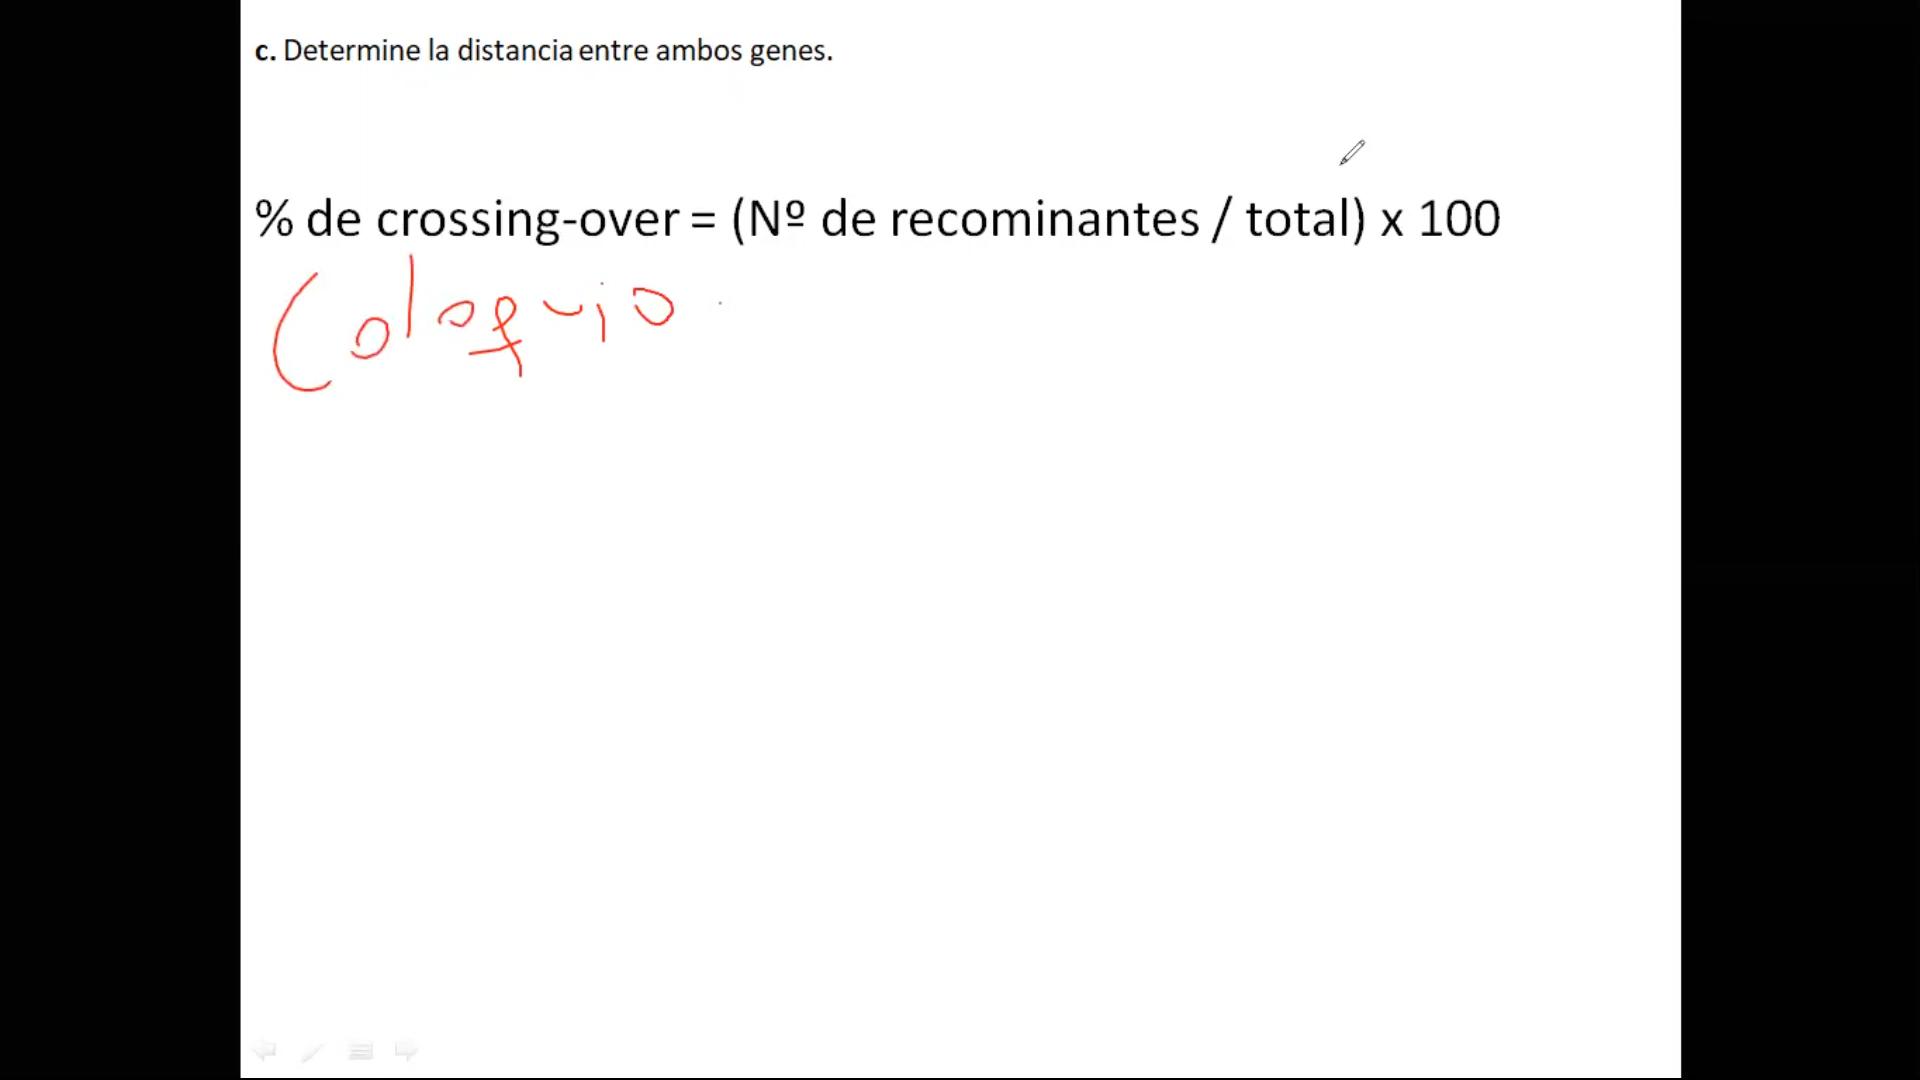 c. Determine la distancia entre ambos genes.
% de crossing-over = (Nº de recominantes / total) x 100
Coloquio